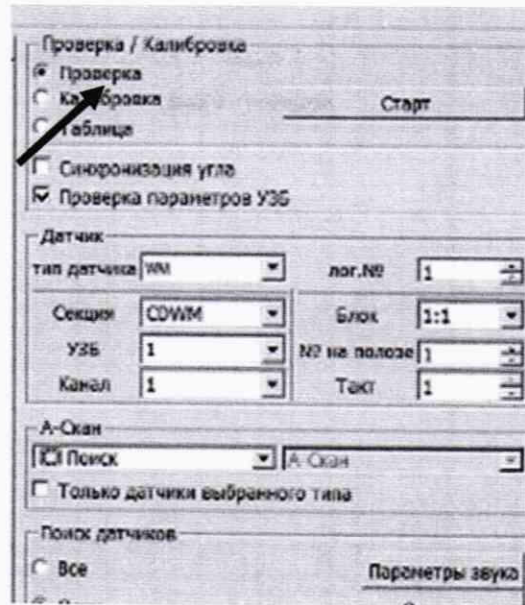 Проверка / Калибровка
Проверка
Калибровка
Старт
Таблица
Синхронизация угла
Проверка параметров УЗБ
Датчик
тип датчика WM лог.№ 1
Секция CDWM Блок 1:1
УЗБ 1 № на полозе 1
Канал 1 Такт 1
А-Скан
Поиск А-Скан
Только датчики выбранного типа
Поиск датчиков
Все Параметры звука